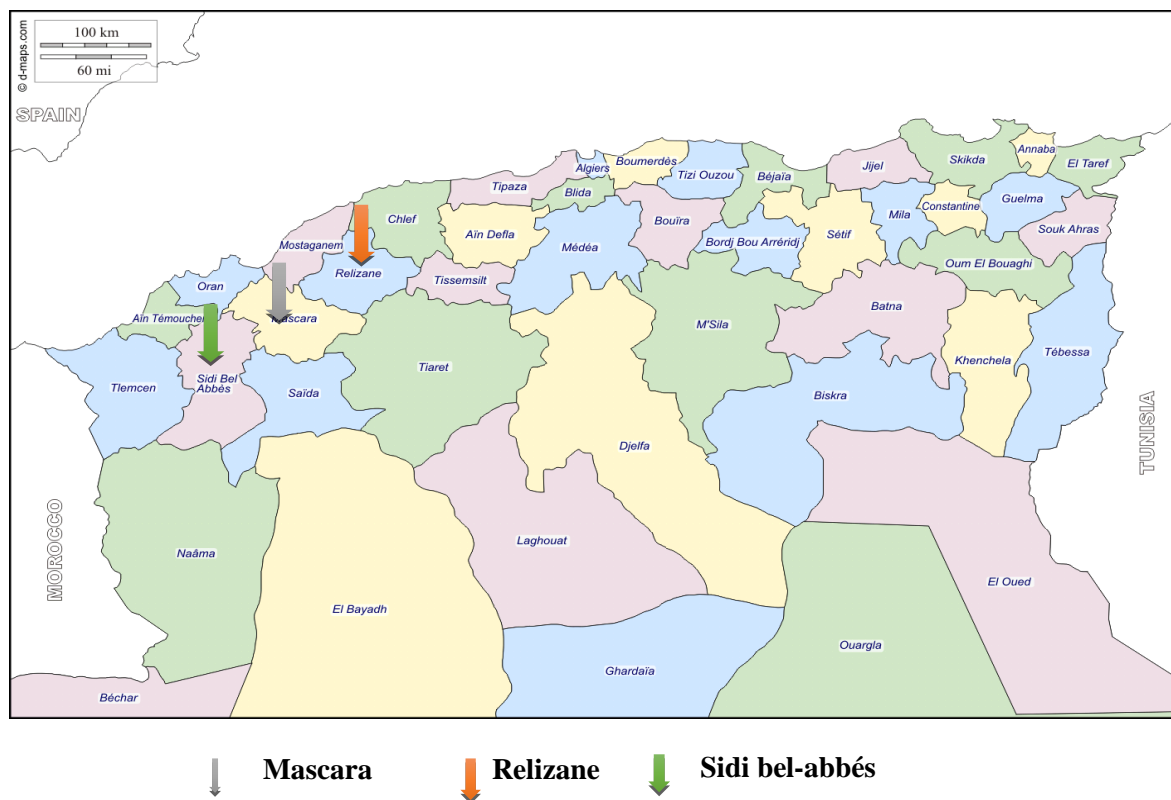 100 km
60 mi
© d-maps.com
SPAIN
Annaba
Skikda
El Taref
Boumerdès
Algiers
Jijel
Tizi Ouzou
Béjaïa
Tipaza
Blida
Guelma
Constantine
Mila
Chlef
Bouïra
Souk Ahras
Aïn Defla
Sétif
Mostaganem
Médéa
Bordj Bou Arréridj
Oum El Bouaghi
Relizane
Tissemsilt
Oran
Batna
Aïn Témouchen
Mascara
M'Sila
Tébessa
Khenchela
Tiaret
Sidi Bel
Abbès
Tlemcen
Saïda
Biskra
TUNISIA
Djelfa
Laghouat
Naâma
MOROCCO
El Oued
El Bayadh
Ouargla
Ghardaïa
Béchar
Mascara
Relizane
Sidi bel-abbés